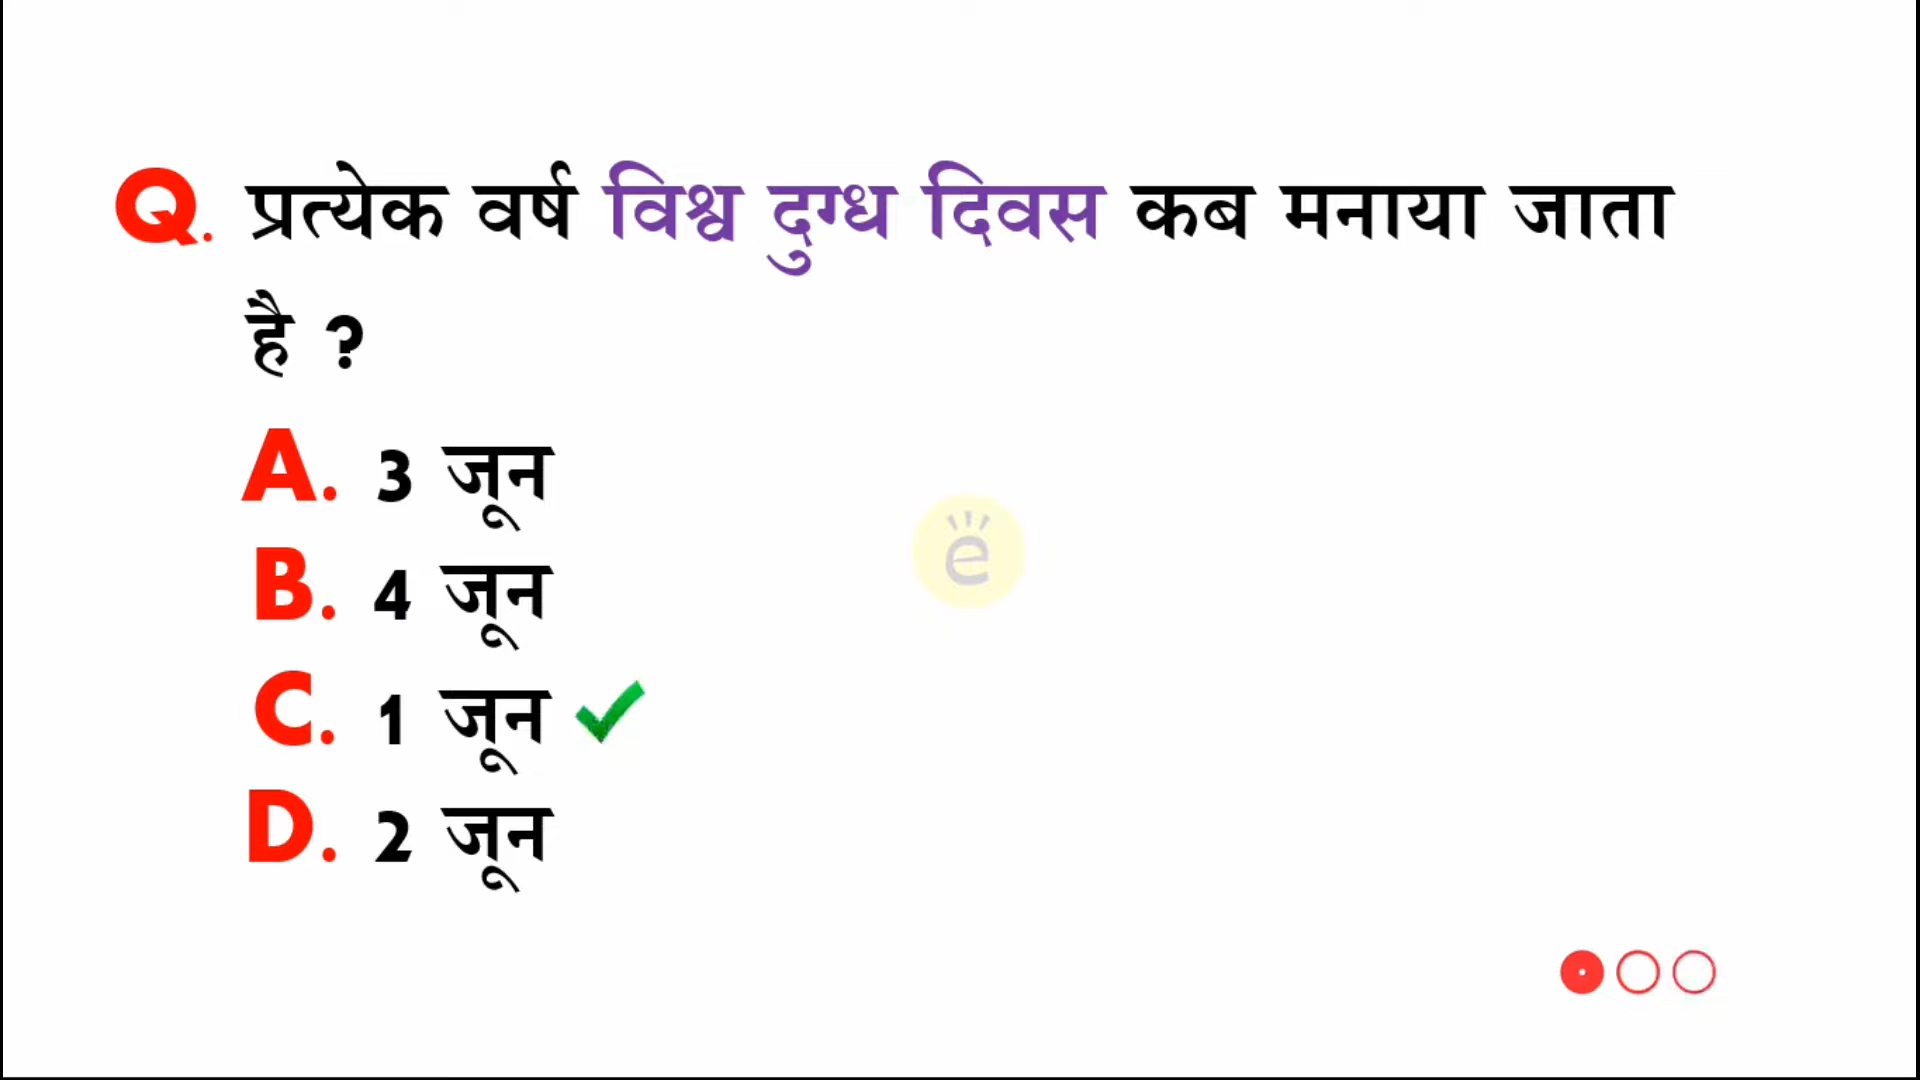 Q. प्रत्येक वर्ष विश्व दुग्ध दिवस कब मनाया जाता
है ?
A. 3 जून
B. 4 जून
C. 1 जून
D. 2 जून
e